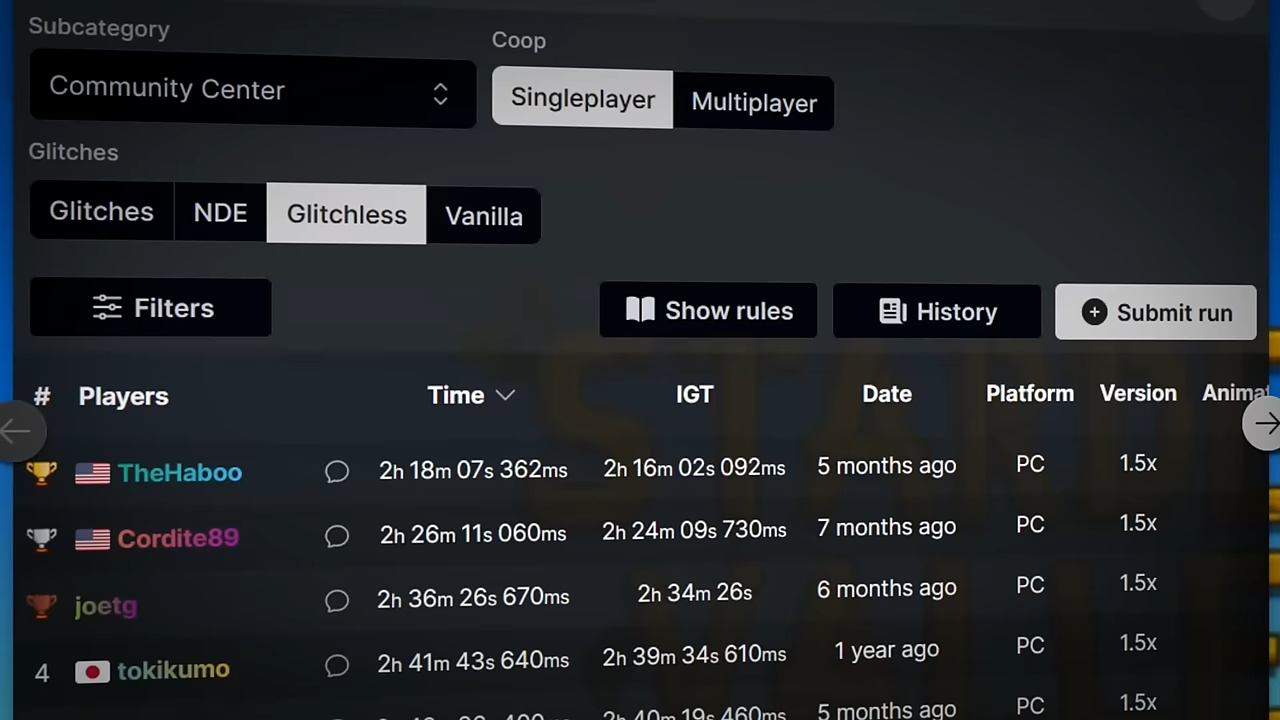 Subcategory
Coop
Community Center
Singleplayer Multiplayer
Glitches
Glitches NDE Glitchless Vanilla
Filters Show rules History Submit run
# Players Time IGT Date Platform Version
TheHaboo 2h 18m 07s 362ms 2h 16m 02s 092ms 5 months ago PC 1.5x
Cordite89 2h 26m 11s 060ms 2h 24m 09s 730ms 7 months ago PC 1.5x
joetg 2h 36m 26s 670ms 2h 34m 26s 6 months ago PC 1.5x
4 tokikumo 2h 41m 43s 640ms 2h 39m 34s 610ms 1 year ago PC 1.5x
2h 40m 19s 460ms 5 months ago PC 1.5x